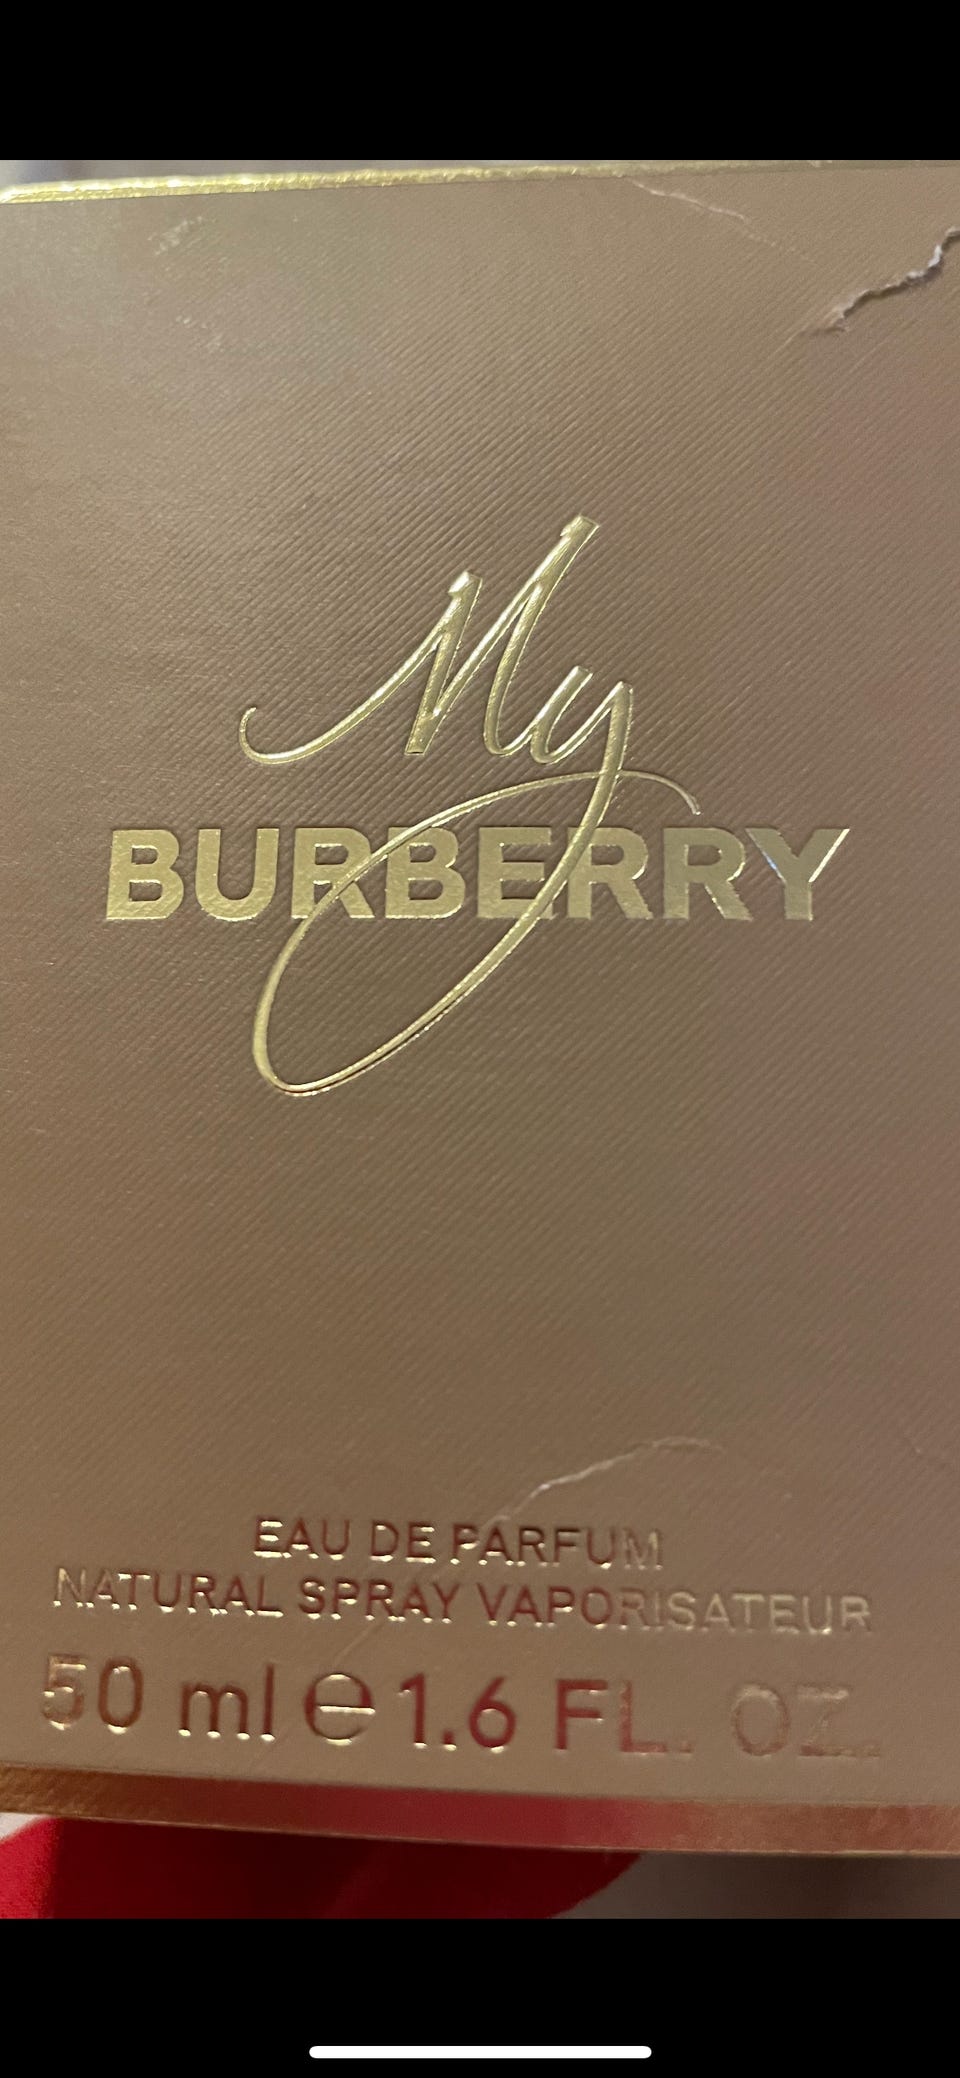 My
BURBERRY
EAU DE PARFUM
NATURAL SPRAY VAPORISATEUR
50 ml ℮ 1.6 FL. OZ.